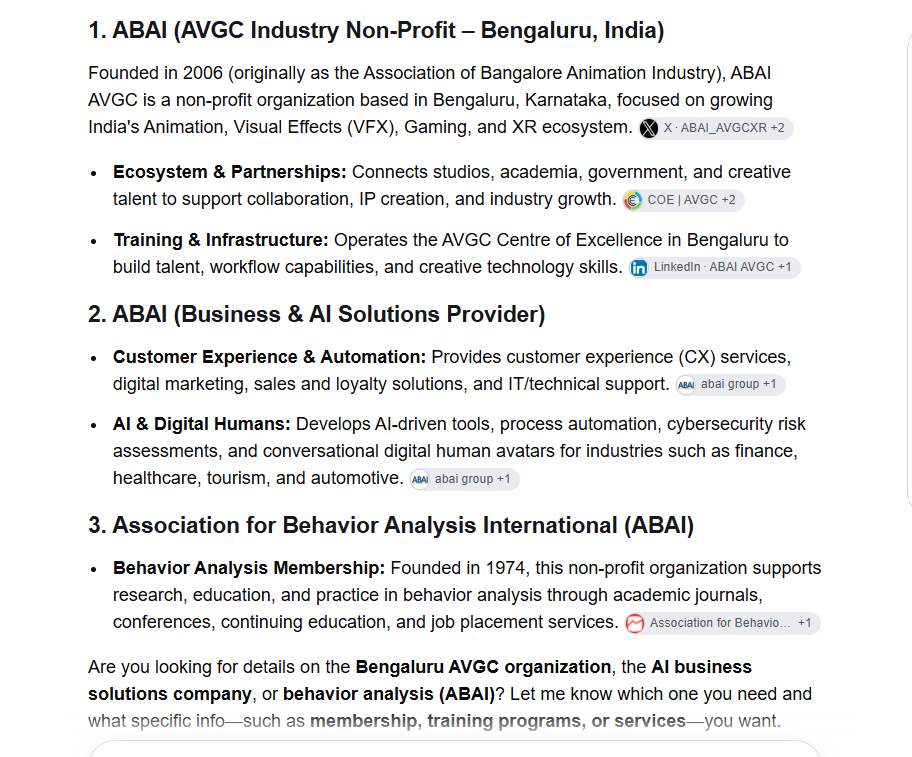 1. ABAI (AVGC Industry Non-Profit – Bengaluru, India)
Founded in 2006 (originally as the Association of Bangalore Animation Industry), ABAI
AVGC is a non-profit organization based in Bengaluru, Karnataka, focused on growing
India's Animation, Visual Effects (VFX), Gaming, and XR ecosystem. X · ABAI_AVGCXR +2
• Ecosystem & Partnerships: Connects studios, academia, government, and creative
talent to support collaboration, IP creation, and industry growth. COE | AVGC +2
• Training & Infrastructure: Operates the AVGC Centre of Excellence in Bengaluru to
build talent, workflow capabilities, and creative technology skills. in LinkedIn · ABAI AVGC +1
2. ABAI (Business & AI Solutions Provider)
• Customer Experience & Automation: Provides customer experience (CX) services,
digital marketing, sales and loyalty solutions, and IT/technical support. ABAI abai group +1
• AI & Digital Humans: Develops AI-driven tools, process automation, cybersecurity risk
assessments, and conversational digital human avatars for industries such as finance,
healthcare, tourism, and automotive. ABAI abai group +1
3. Association for Behavior Analysis International (ABAI)
• Behavior Analysis Membership: Founded in 1974, this non-profit organization supports
research, education, and practice in behavior analysis through academic journals,
conferences, continuing education, and job placement services. Association for Behavio... +1
Are you looking for details on the Bengaluru AVGC organization, the AI business
solutions company, or behavior analysis (ABAI)? Let me know which one you need and
what specific info—such as membership, training programs, or services—you want.